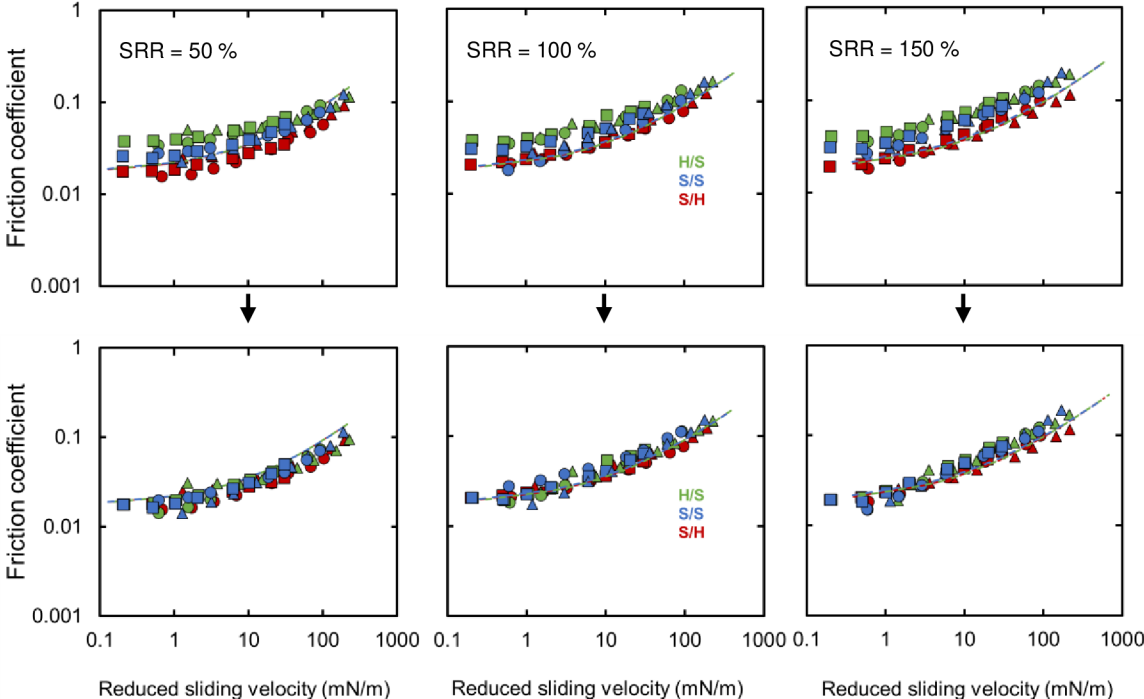 1
0.1
0.01
0.001
Friction coefficient
SRR = 50 %
SRR = 100 %
SRR = 150 %
H/S
S/S
S/H
1
0.1
0.01
0.001
Friction coefficient
H/S
S/S
S/H
0.1 1 10 100 1000
0.1 1 10 100 1000
0.1 1 10 100 1000
Reduced sliding velocity (mN/m)
Reduced sliding velocity (mN/m)
Reduced sliding velocity (mN/m)